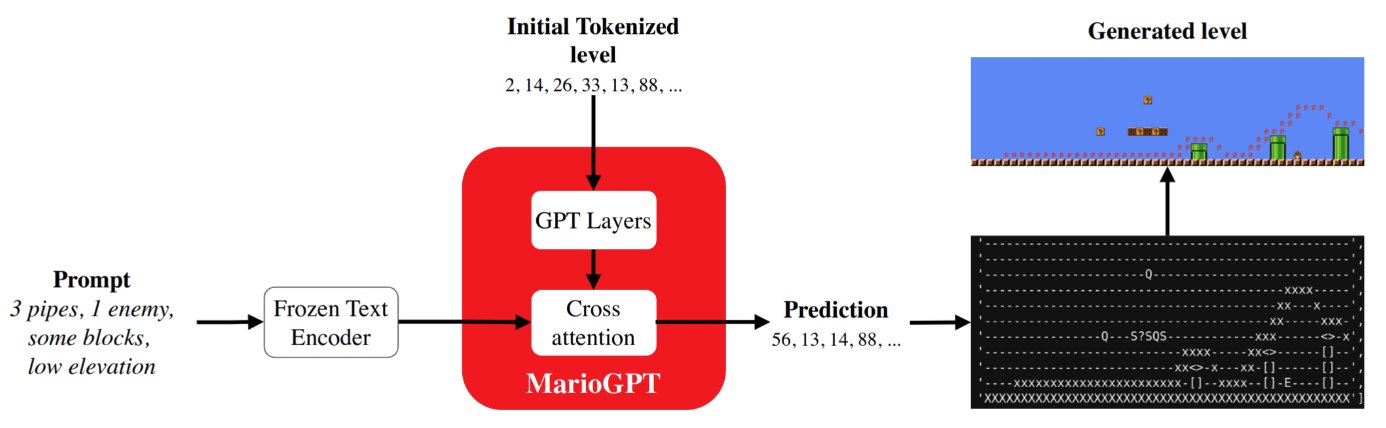 Initial Tokenized
level
2, 14, 26, 33, 13, 88, ...
Generated level
GPT Layers
Prompt
3 pipes, 1 enemy,
some blocks,
low elevation
Frozen Text
Encoder
Cross
attention
MarioGPT
Prediction
56, 13, 14, 88, ...
'--------------------------------------------------',
'--------------------------------------------------',
'----------------------Q---------------------------',
'-----------------------------------------xxxx-----',
'----------------------------------------xx---x----',
'---------------------------------------xx-----xxx-',
'----------------Q---S?SQS------------xxx------<>-x',
'---------------------------xxxx-----xx<>------[]--',
'--------------------------xx<>-x---xx-[]------[]--',
'----xxxxxxxxxxxxxxxxxxxxxxx-[]--xxxx--[]-E----[]--',
'XXXXXXXXXXXXXXXXXXXXXXXXXXXXXXXXXXXXXXXXXXXXXXXXXX']